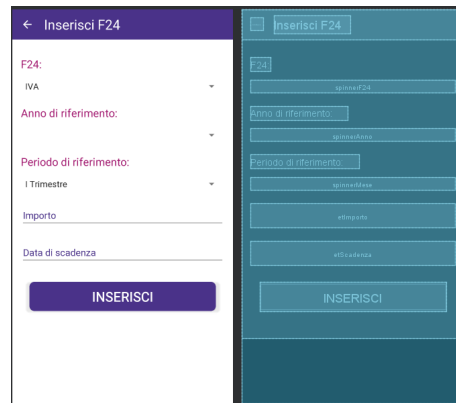 Inserisci F24
F24:
IVA
Anno di riferimento:
Periodo di riferimento:
I Trimestre
Importo
Data di scadenza
INSERISCI
Inserisci F24
F24:
spinnerF24
Anno di riferimento:
spinnerAnno
Periodo di riferimento:
spinnerMese
etImporto
etScadenza
INSERISCI